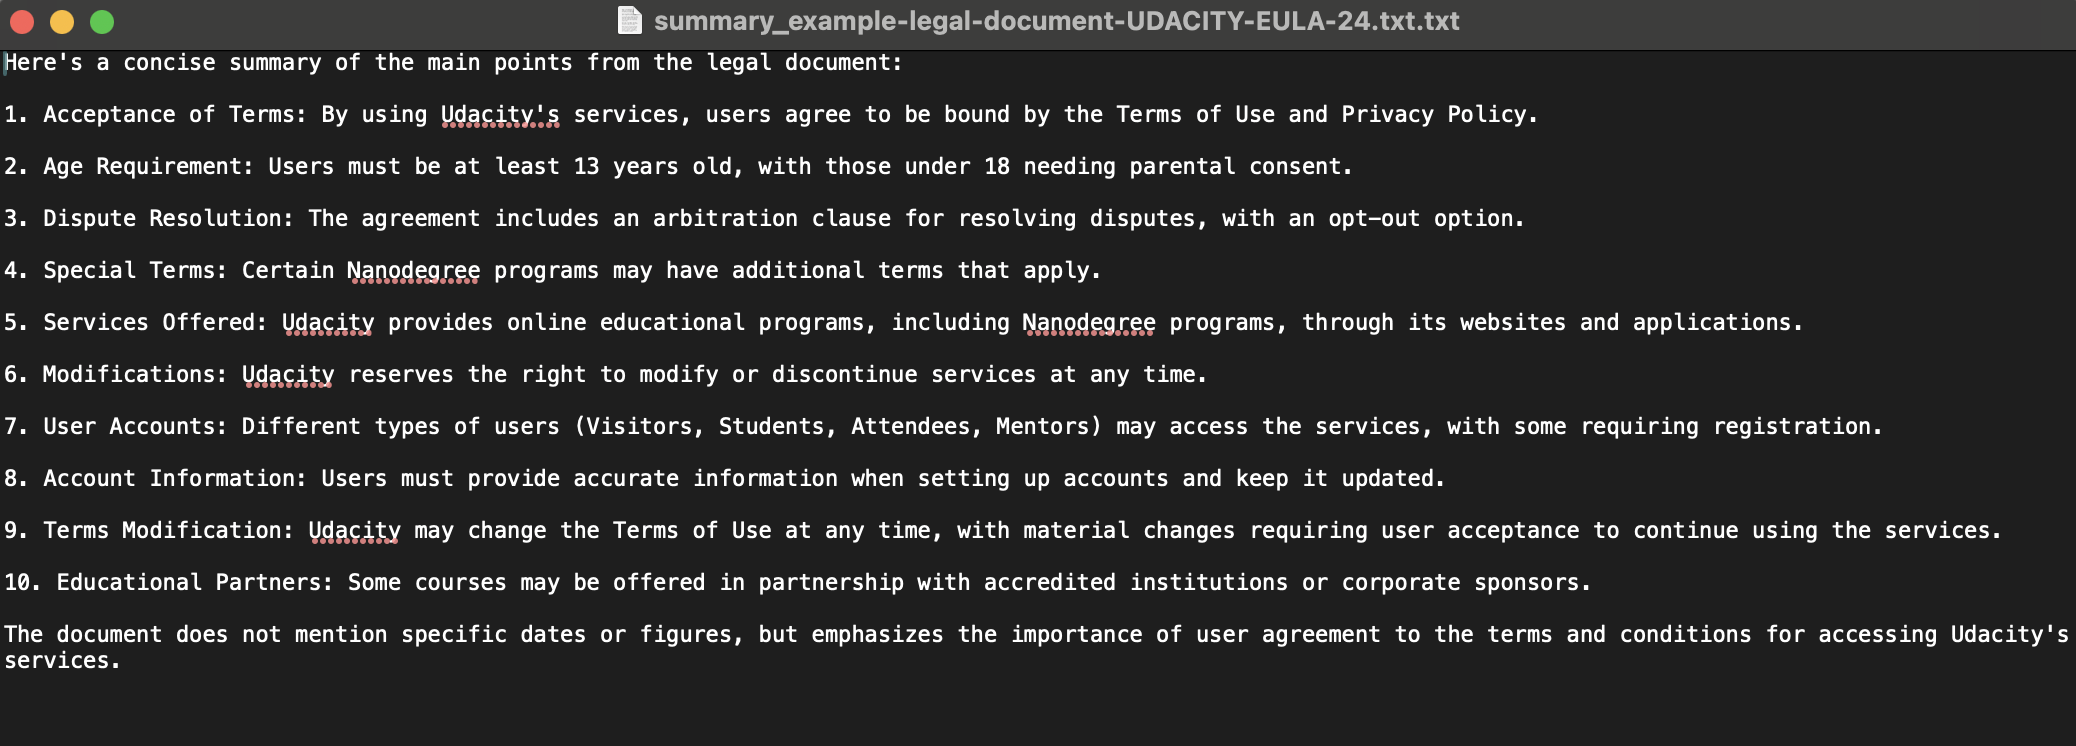 summary_example-legal-document-UDACITY-EULA-24.txt.txt
Here's a concise summary of the main points from the legal document:
1. Acceptance of Terms: By using Udacity's services, users agree to be bound by the Terms of Use and Privacy Policy.
2. Age Requirement: Users must be at least 13 years old, with those under 18 needing parental consent.
3. Dispute Resolution: The agreement includes an arbitration clause for resolving disputes, with an opt-out option.
4. Special Terms: Certain Nanodegree programs may have additional terms that apply.
5. Services Offered: Udacity provides online educational programs, including Nanodegree programs, through its websites and applications.
6. Modifications: Udacity reserves the right to modify or discontinue services at any time.
7. User Accounts: Different types of users (Visitors, Students, Attendees, Mentors) may access the services, with some requiring registration.
8. Account Information: Users must provide accurate information when setting up accounts and keep it updated.
9. Terms Modification: Udacity may change the Terms of Use at any time, with material changes requiring user acceptance to continue using the services.
10. Educational Partners: Some courses may be offered in partnership with accredited institutions or corporate sponsors.
The document does not mention specific dates or figures, but emphasizes the importance of user agreement to the terms and conditions for accessing Udacity's
services.